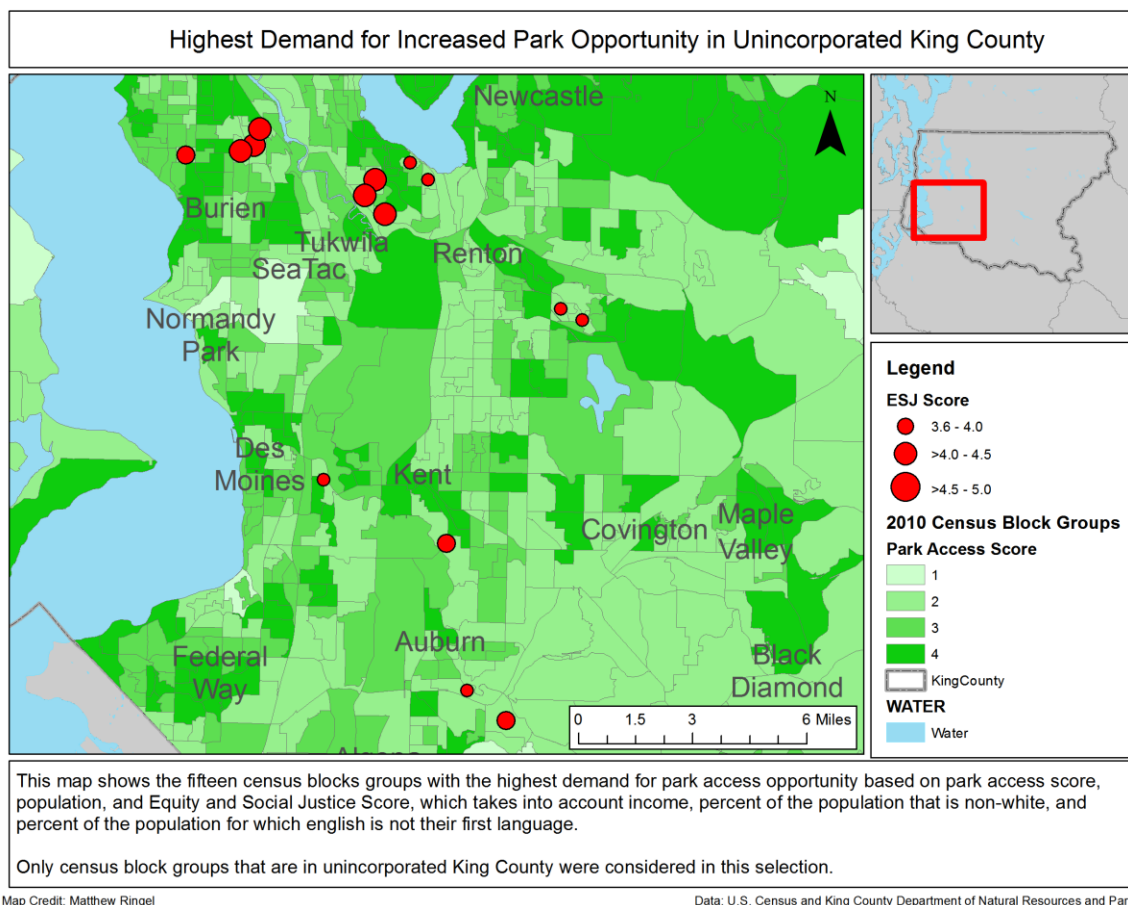 Highest Demand for Increased Park Opportunity in Unincorporated King County
Newcastle
N
Burien
Tukwila
SeaTac
Renton
Normandy
Park
Des
Moines
Kent
Covington
Maple
Valley
Auburn
Federal
Way
Black
Diamond
0 1.5 3 6 Miles
Legend
ESJ Score
3.6 - 4.0
>4.0 - 4.5
>4.5 - 5.0
2010 Census Block Groups
Park Access Score
1
2
3
4
KingCounty
WATER
Water
This map shows the fifteen census blocks groups with the highest demand for park access opportunity based on park access score,
population, and Equity and Social Justice Score, which takes into account income, percent of the population that is non-white, and
percent of the population for which english is not their first language.
Only census block groups that are in unincorporated King County were considered in this selection.
Map Credit: Matthew Ringel
Data: U.S. Census and King County Department of Natural Resources and Par